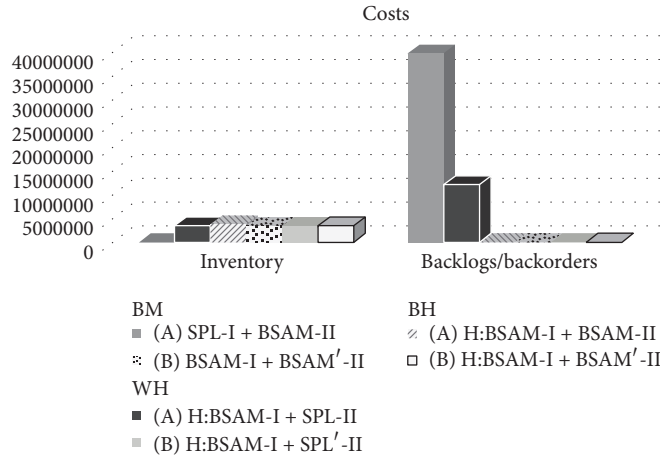 Costs
40000000
35000000
30000000
25000000
20000000
15000000
10000000
5000000
0
Inventory
Backlogs/backorders
BM
(A) SPL-I + BSAM-II
(B) BSAM-I + BSAM′-II
WH
(A) H:BSAM-I + SPL-II
(B) H:BSAM-I + SPL′-II
BH
(A) H:BSAM-I + BSAM-II
(B) H:BSAM-I + BSAM′-II